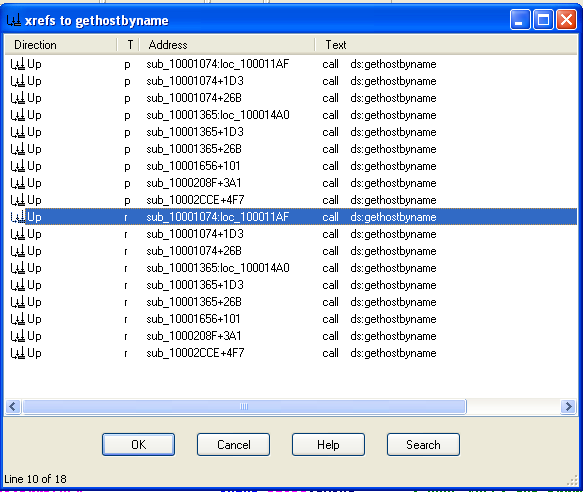 xrefs to gethostbyname
Direction T Address Text
Up p sub_10001074:loc_100011AF call ds:gethostbyname
Up p sub_10001074+1D3 call ds:gethostbyname
Up p sub_10001074+26B call ds:gethostbyname
Up p sub_10001365:loc_100014A0 call ds:gethostbyname
Up p sub_10001365+1D3 call ds:gethostbyname
Up p sub_10001365+26B call ds:gethostbyname
Up p sub_10001656+101 call ds:gethostbyname
Up p sub_1000208F+3A1 call ds:gethostbyname
Up p sub_10002CCE+4F7 call ds:gethostbyname
Up r sub_10001074:loc_100011AF call ds:gethostbyname
Up r sub_10001074+1D3 call ds:gethostbyname
Up r sub_10001074+26B call ds:gethostbyname
Up r sub_10001365:loc_100014A0 call ds:gethostbyname
Up r sub_10001365+1D3 call ds:gethostbyname
Up r sub_10001365+26B call ds:gethostbyname
Up r sub_10001656+101 call ds:gethostbyname
Up r sub_1000208F+3A1 call ds:gethostbyname
Up r sub_10002CCE+4F7 call ds:gethostbyname
OK Cancel Help Search
Line 10 of 18